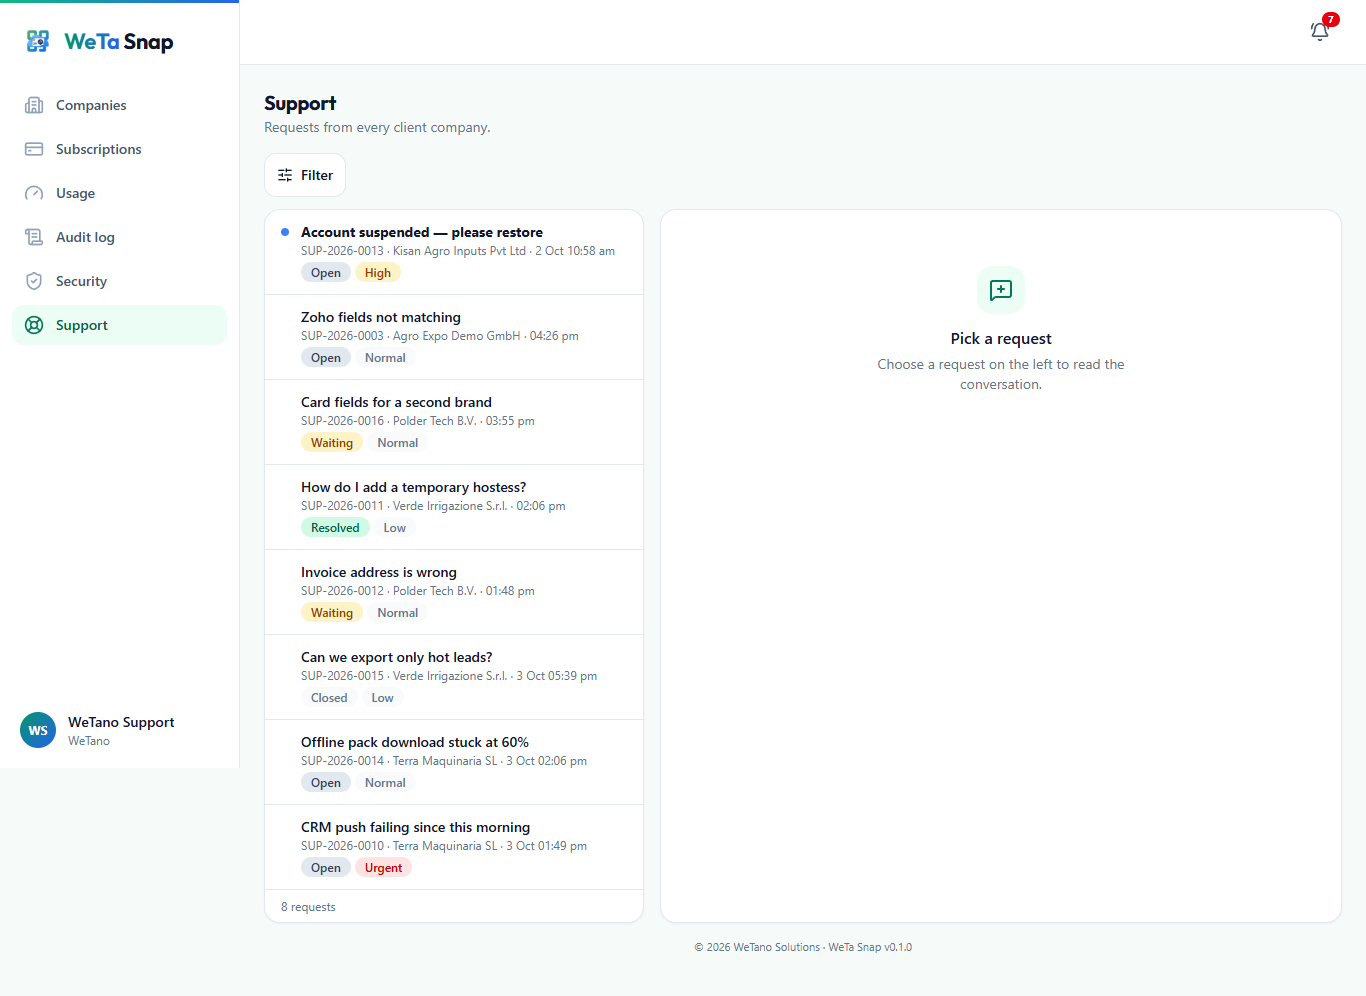 WeTa Snap
7
Companies
Subscriptions
Usage
Audit log
Security
Support
WS
WeTano Support
WeTano
Support
Requests from every client company.
Filter
Account suspended — please restore
SUP-2026-0013 · Kisan Agro Inputs Pvt Ltd · 2 Oct 10:58 am
Open High
Zoho fields not matching
SUP-2026-0003 · Agro Expo Demo GmbH · 04:26 pm
Open Normal
Card fields for a second brand
SUP-2026-0016 · Polder Tech B.V. · 03:55 pm
Waiting Normal
How do I add a temporary hostess?
SUP-2026-0011 · Verde Irrigazione S.r.l. · 02:06 pm
Resolved Low
Invoice address is wrong
SUP-2026-0012 · Polder Tech B.V. · 01:48 pm
Waiting Normal
Can we export only hot leads?
SUP-2026-0015 · Verde Irrigazione S.r.l. · 3 Oct 05:39 pm
Closed Low
Offline pack download stuck at 60%
SUP-2026-0014 · Terra Maquinaria SL · 3 Oct 02:06 pm
Open Normal
CRM push failing since this morning
SUP-2026-0010 · Terra Maquinaria SL · 3 Oct 01:49 pm
Open Urgent
8 requests
Pick a request
Choose a request on the left to read the
conversation.
© 2026 WeTano Solutions · WeTa Snap v0.1.0